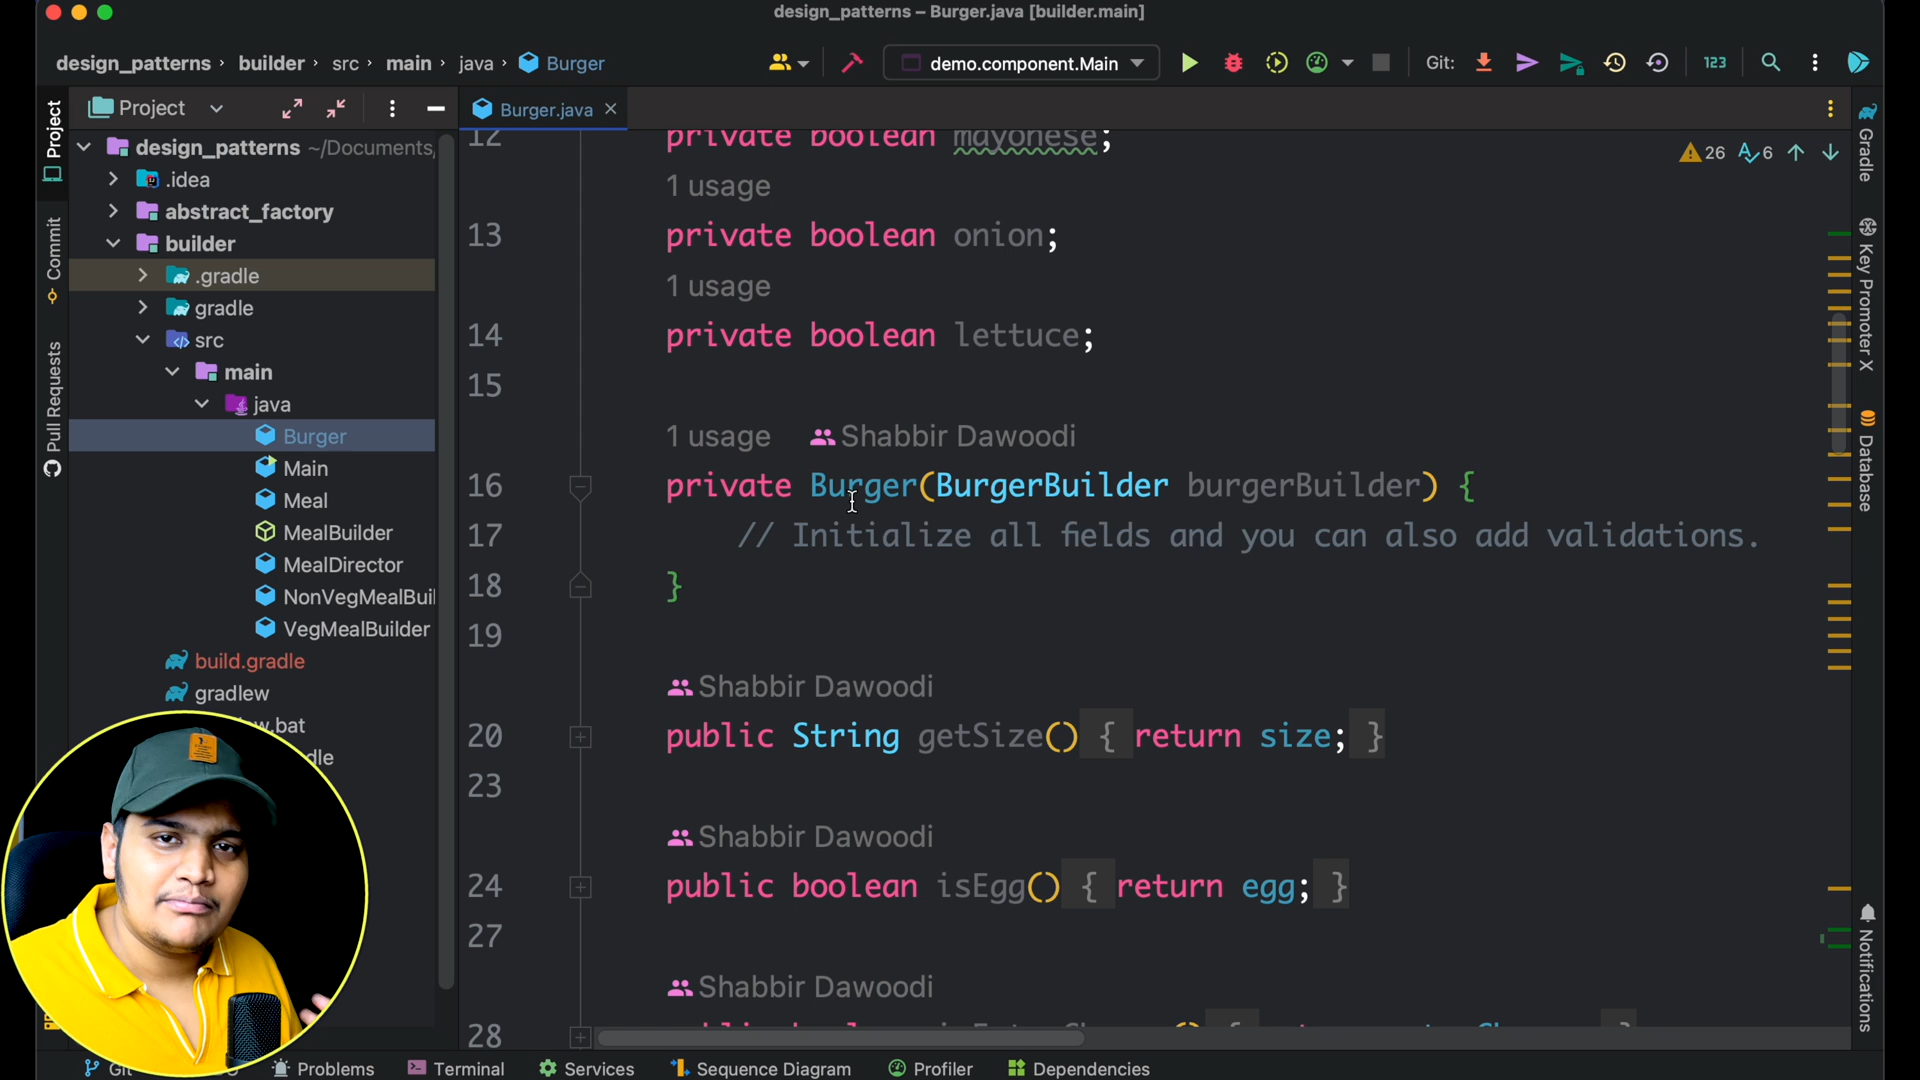 design_patterns – Burger.java [builder.main]
design_patterns › builder › src › main › java › Burger
demo.component.Main
Git:
123
Project
Burger.java
Project
Commit
Pull Requests
design_patterns ~/Documents,
.idea
abstract_factory
builder
.gradle
gradle
src
main
java
Burger
Main
Meal
MealBuilder
MealDirector
NonVegMealBuil
VegMealBuilder
build.gradle
gradlew
.bat
26 6
12 private boolean mayonese;
1 usage
13 private boolean onion;
1 usage
14 private boolean lettuce;
15
1 usage Shabbir Dawoodi
16 private Burger(BurgerBuilder burgerBuilder) {
17 // Initialize all fields and you can also add validations.
18 }
19
Shabbir Dawoodi
20 public String getSize() { return size; }
23
Shabbir Dawoodi
24 public boolean isEgg() { return egg; }
27
Shabbir Dawoodi
28
Gradle
Key Promoter X
Database
Notifications
Git
Problems
Terminal
Services
Sequence Diagram
Profiler
Dependencies